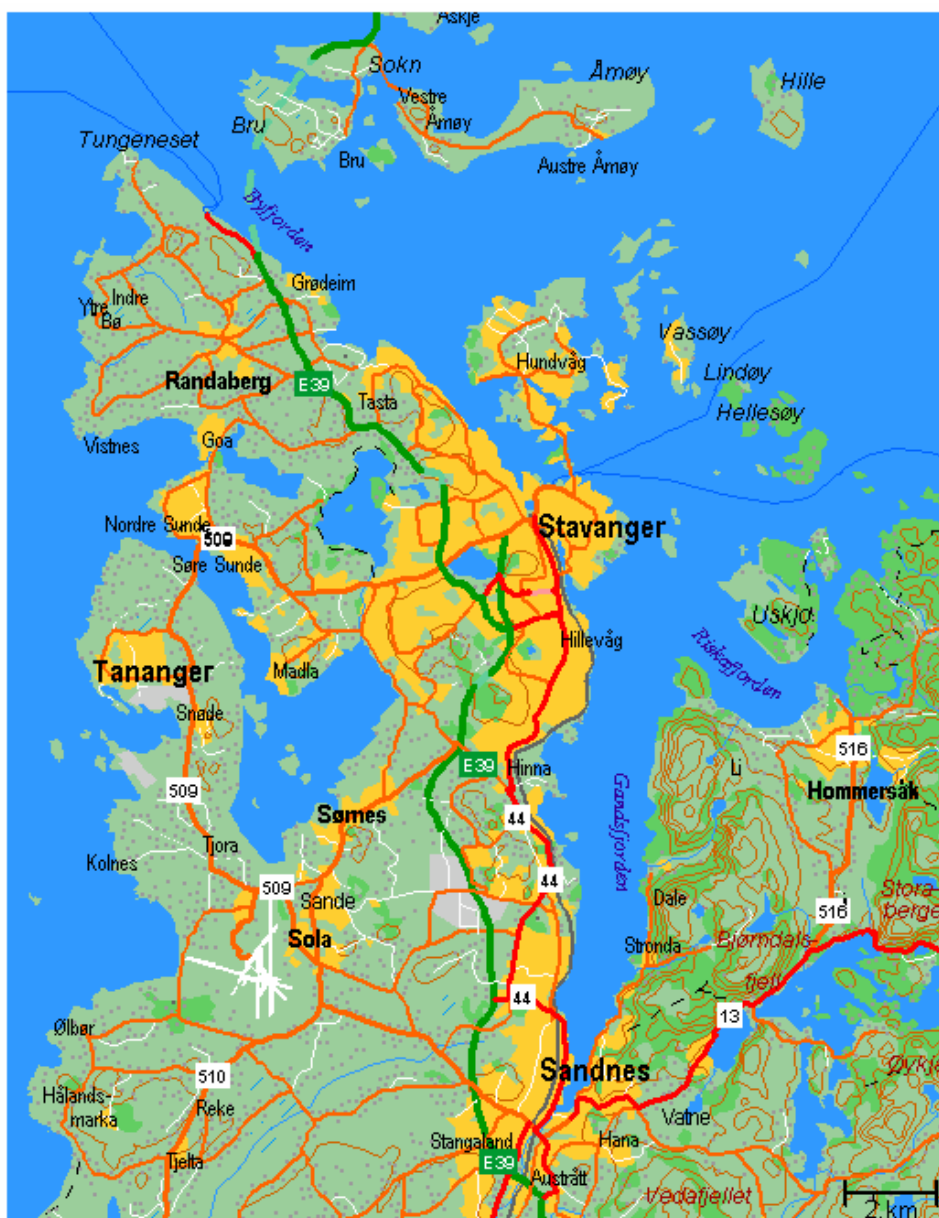 Askje
Sokn
Åmøy
Hille
Vestre
Åmøy
Bru
Bru
Austre Åmøy
Tungeneset
Byfjorden
Grødeim
Indre
Ytre
Bø
Vassøy
Hundvåg
Lindøy
Randaberg
E39
Tasta
Hellesøy
Goa
Vistnes
Nordre Sunde
Stavanger
509
Søre Sunde
Uskjo
Hillevåg
Riskafjorden
Tananger
Madla
Snøde
516
E39
Hinna
Li
Hommersåk
509
Gandsfjorden
Sømes
44
Tjora
Kolnes
509
44
Sande
Dale
Stora-
berget
516
Sola
Stronda
Bjørndals-
fjell
44
13
Ølbør
Sandnes
510
Hålands-
marka
Reke
Vatne
Stangaland
Hana
Tjelta
E39
Austrått
Vedafjellet
2 km